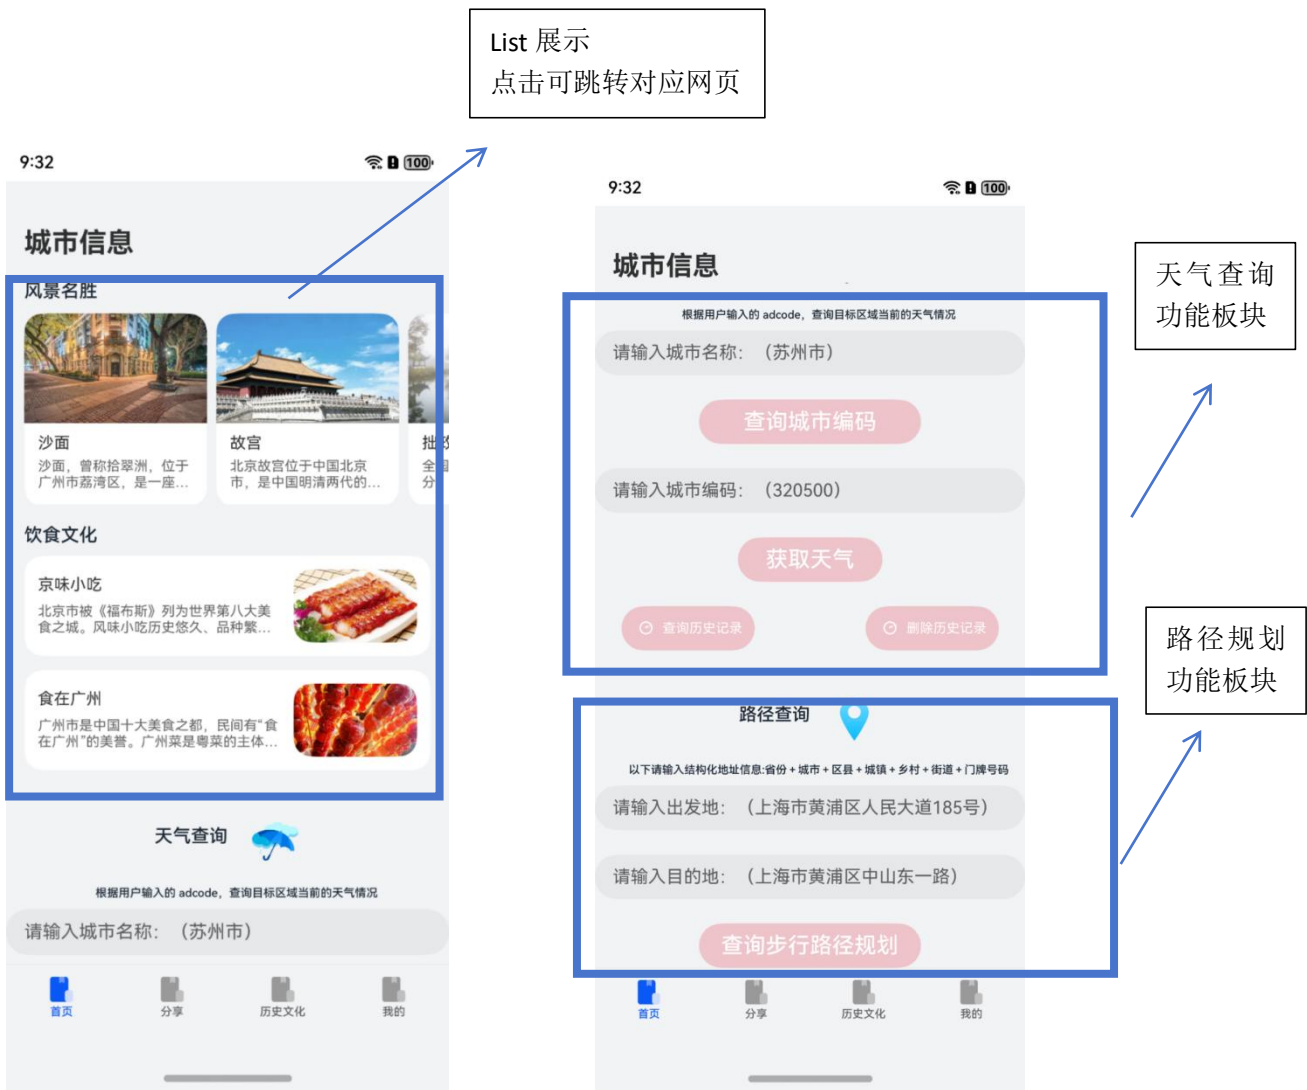 List 展示
点击可跳转对应网页
9:32
100
城市信息
风景名胜
沙面
沙面，曾称拾翠洲，位于
广州市荔湾区，是一座...
故宫
北京故宫位于中国北京
市，是中国明清两代的...
饮食文化
京味小吃
北京市被《福布斯》列为世界第八大美
食之城。风味小吃历史悠久、品种繁...
食在广州
广州市是中国十大美食之都，民间有“食
在广州”的美誉。广州菜是粤菜的主体...
天气查询
根据用户输入的 adcode，查询目标区域当前的天气情况
请输入城市名称：（苏州市）
首页
分享
历史文化
我的
9:32
100
城市信息
根据用户输入的 adcode，查询目标区域当前的天气情况
请输入城市名称：（苏州市）
查询城市编码
请输入城市编码：（320500）
获取天气
查询历史记录
删除历史记录
路径查询
以下请输入结构化地址信息:省份+城市+区县+城镇+乡村+街道+门牌号码
请输入出发地：（上海市黄浦区人民大道185号）
请输入目的地：（上海市黄浦区中山东一路）
查询步行路径规划
首页
分享
历史文化
我的
天气查询
功能板块
路径规划
功能板块